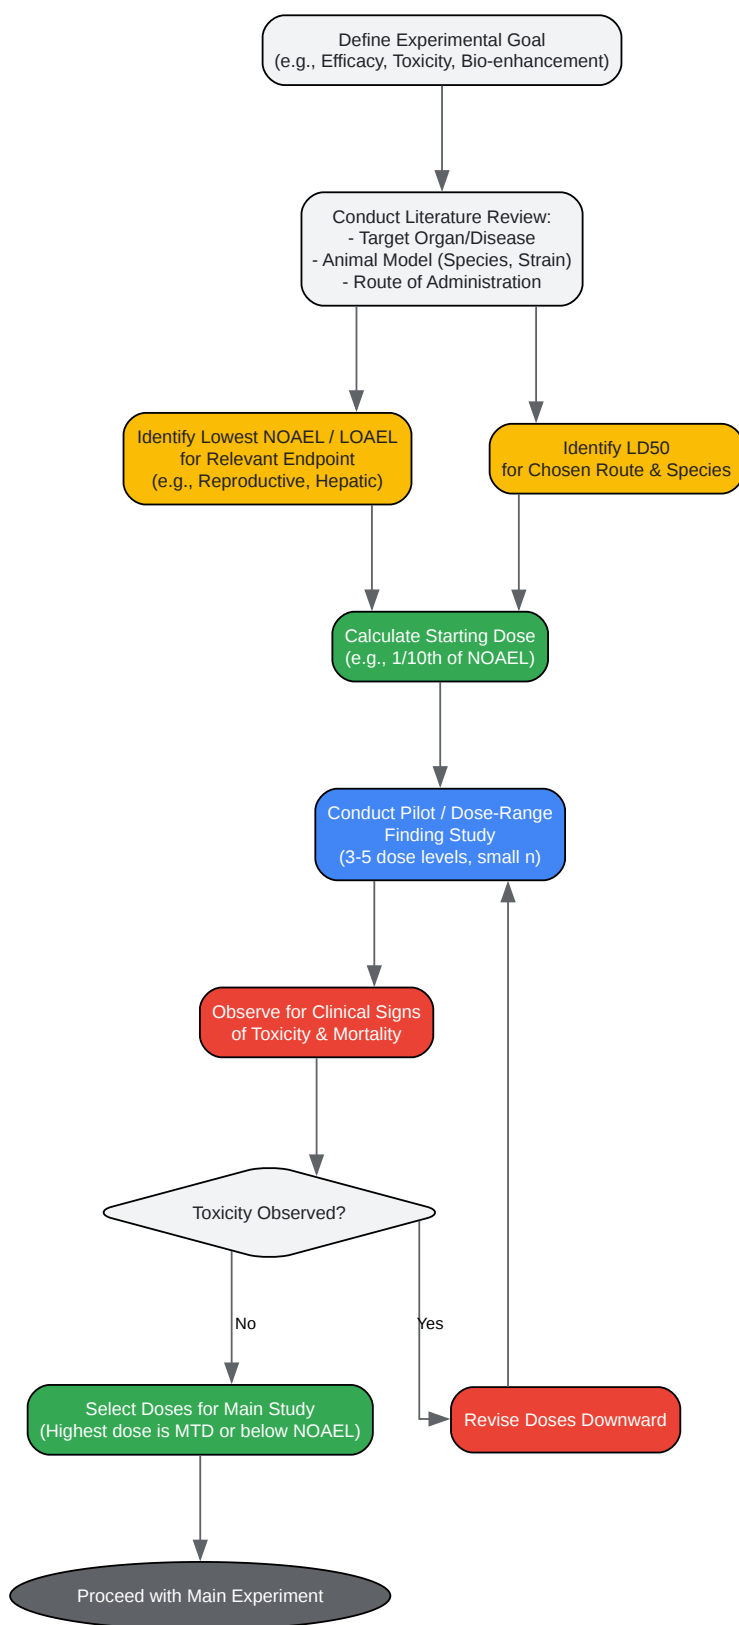 Define Experimental Goal
(e.g., Efficacy, Toxicity, Bio-enhancement)
Conduct Literature Review:
- Target Organ/Disease
- Animal Model (Species, Strain)
- Route of Administration
Identify Lowest NOAEL / LOAEL
for Relevant Endpoint
(e.g., Reproductive, Hepatic)
Identify LD50
for Chosen Route & Species
Calculate Starting Dose
(e.g., 1/10th of NOAEL)
Conduct Pilot / Dose-Range
Finding Study
(3-5 dose levels, small n)
Observe for Clinical Signs
of Toxicity & Mortality
Toxicity Observed?
No
Yes
Select Doses for Main Study
(Highest dose is MTD or below NOAEL)
Revise Doses Downward
Proceed with Main Experiment